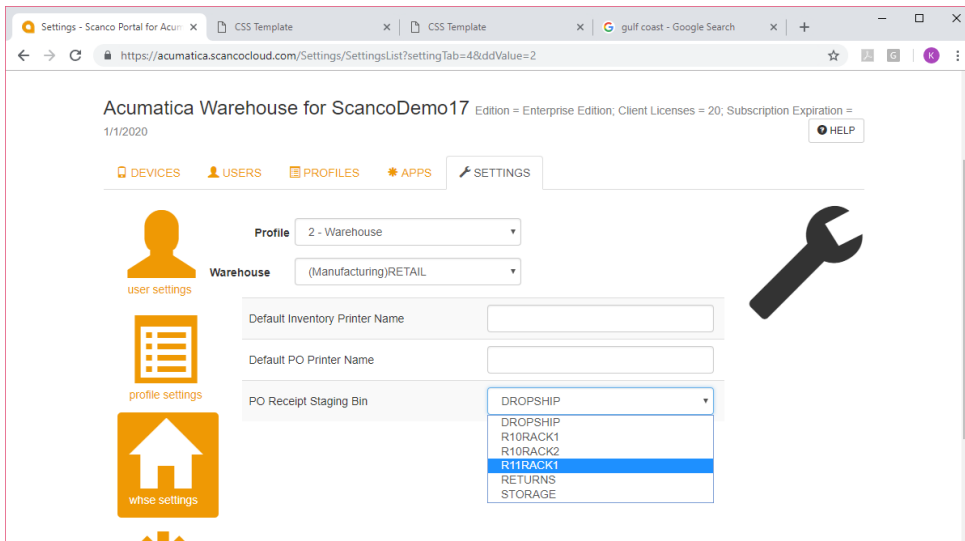 Settings - Scanco Portal for Acum
CSS Template
CSS Template
gulf coast - Google Search
https://acumatica.scancocloud.com/Settings/SettingsList?settingTab=4&ddValue=2
G
K
Acumatica Warehouse for ScancoDemo17 Edition = Enterprise Edition; Client Licenses = 20; Subscription Expiration =
1/1/2020
HELP
DEVICES USERS PROFILES APPS SETTINGS
Profile 2 - Warehouse
Warehouse (Manufacturing)RETAIL
user settings
Default Inventory Printer Name
Default PO Printer Name
profile settings
PO Receipt Staging Bin DROPSHIP
DROPSHIP
R10RACK1
R10RACK2
R11RACK1
RETURNS
STORAGE
whse settings